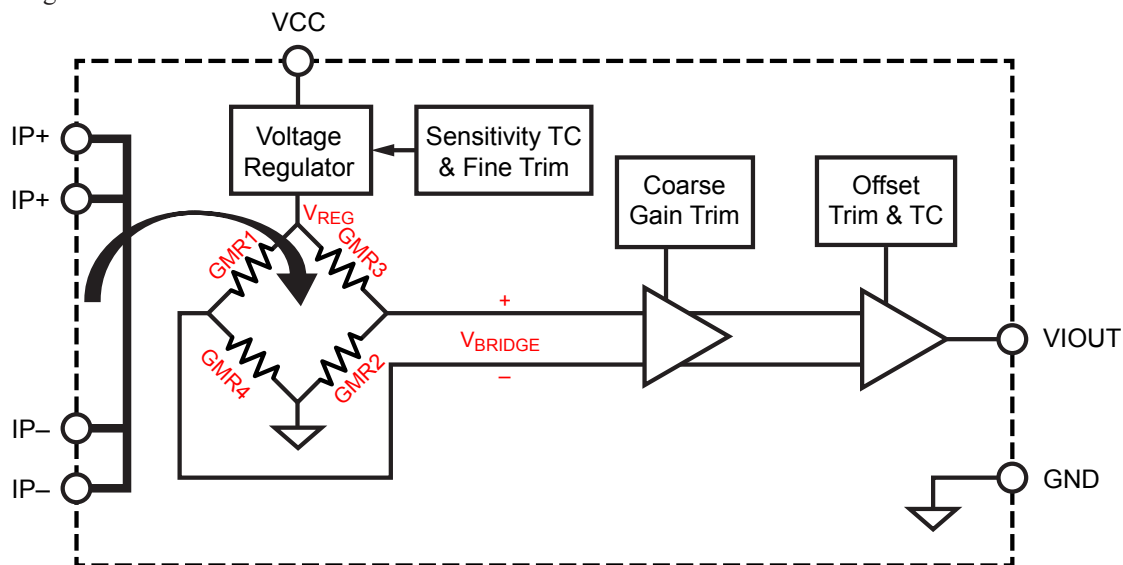 VCC
IP+
IP+
IP–
IP–
Voltage
Regulator
Sensitivity TC
& Fine Trim
Coarse
Gain Trim
Offset
Trim & TC
VREG
GMR1
GMR3
GMR4
GMR2
+
VBRIDGE
–
VIOUT
GND